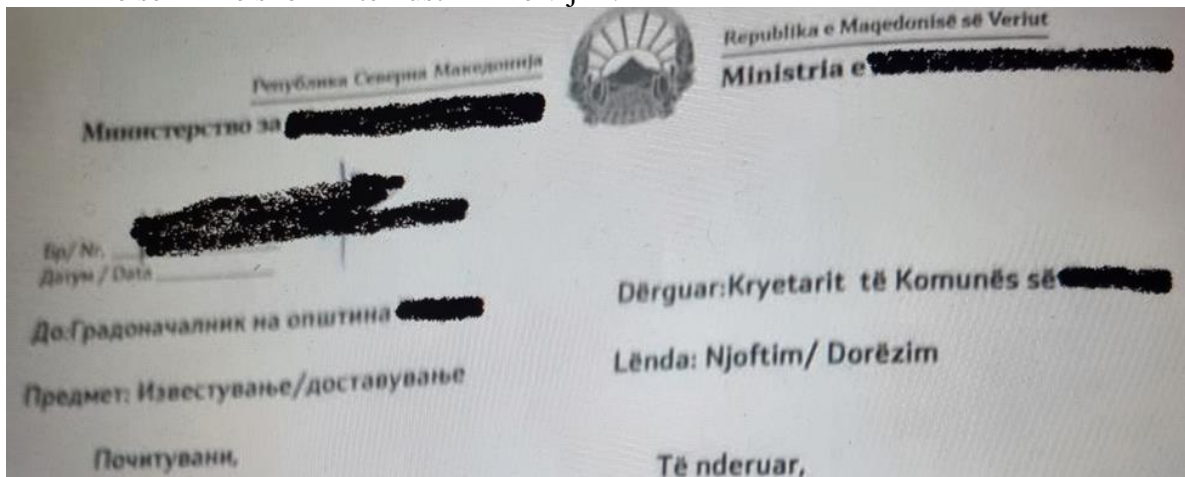 Република Северна Македонија
Министерство за
Бр/ Nr.
Датум / Data
До:Градоначалник на општина
Предмет: Известување/доставување
Почитувани,
Republika e Maqedonisë së Veriut
Ministria e
Dërguar:Kryetarit të Komunës së
Lënda: Njoftim/ Dorëzim
Të nderuar,